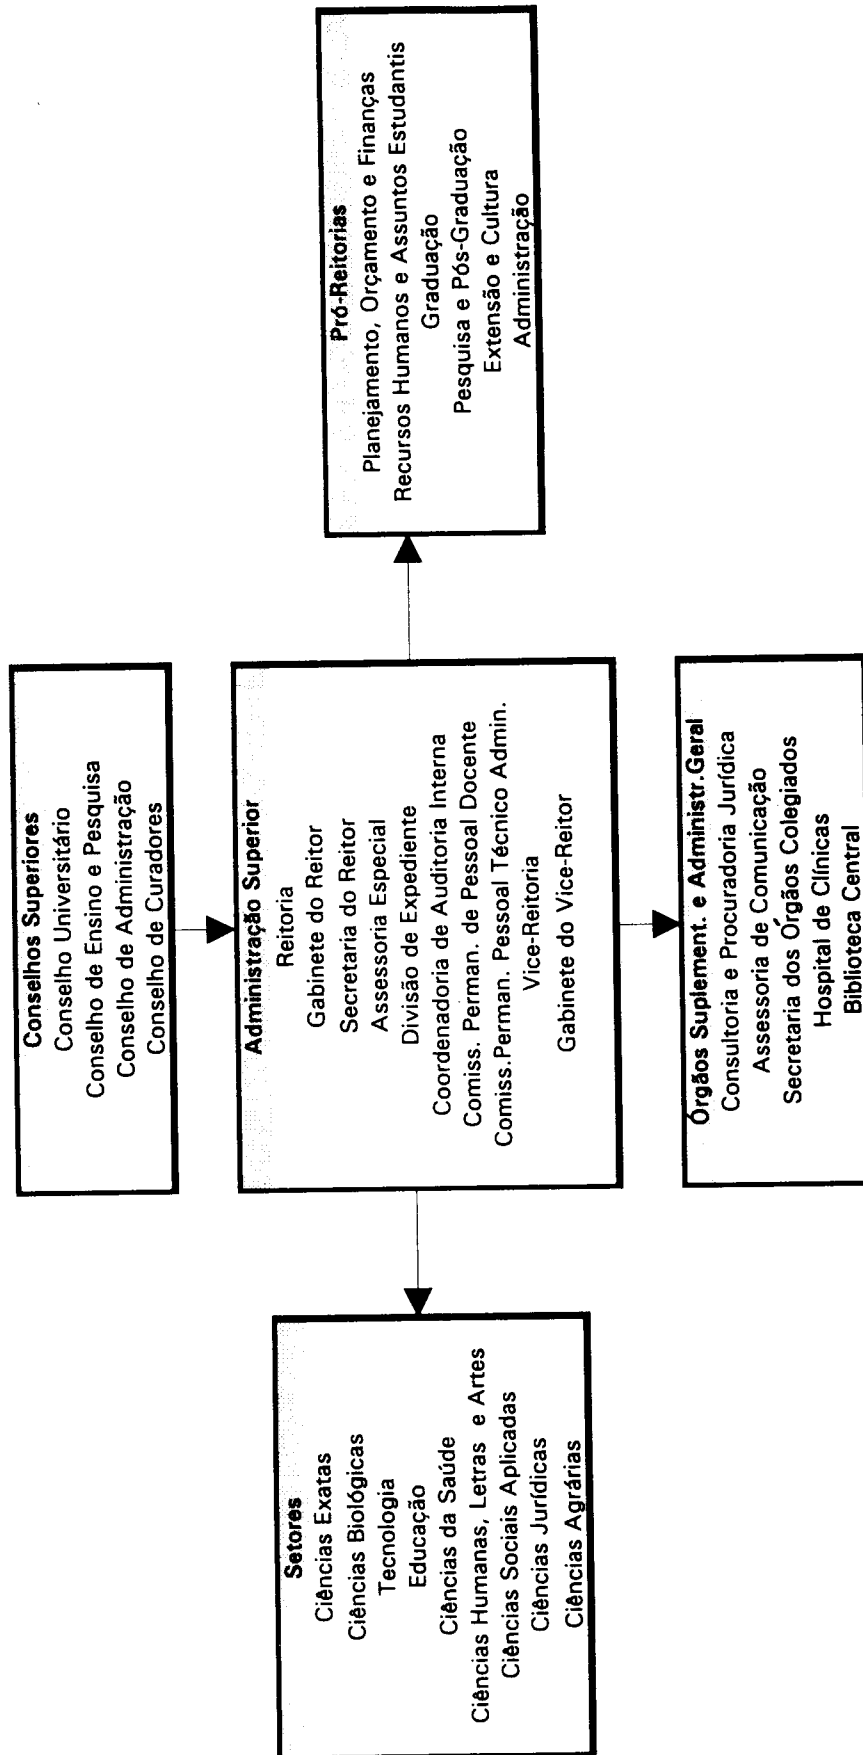 Conselhos Superiores
Conselho Universitário
Conselho de Ensino e Pesquisa
Conselho de Administração
Conselho de Curadores
Setores
Ciências Exatas
Ciências Biológicas
Tecnologia
Educação
Ciências da Saúde
Ciências Humanas, Letras e Artes
Ciências Sociais Aplicadas
Ciências Jurídicas
Ciências Agrárias
Administração Superior
Reitoria
Gabinete do Reitor
Secretaria do Reitor
Assessoria Especial
Divisão de Expediente
Coordenadoria de Auditoria Interna
Comiss. Perman. de Pessoal Docente
Comiss.Perman. Pessoal Técnico Admin.
Vice-Reitoria
Gabinete do Vice-Reitor
Pró-Reitorias
Planejamento, Orçamento e Finanças
Recursos Humanos e Assuntos Estudantis
Graduação
Pesquisa e Pós-Graduação
Extensão e Cultura
Administração
Órgãos Suplement. e Administr.Geral
Consultoria e Procuradoria Jurídica
Assessoria de Comunicação
Secretaria dos Órgãos Colegiados
Hospital de Clínicas
Biblioteca Central